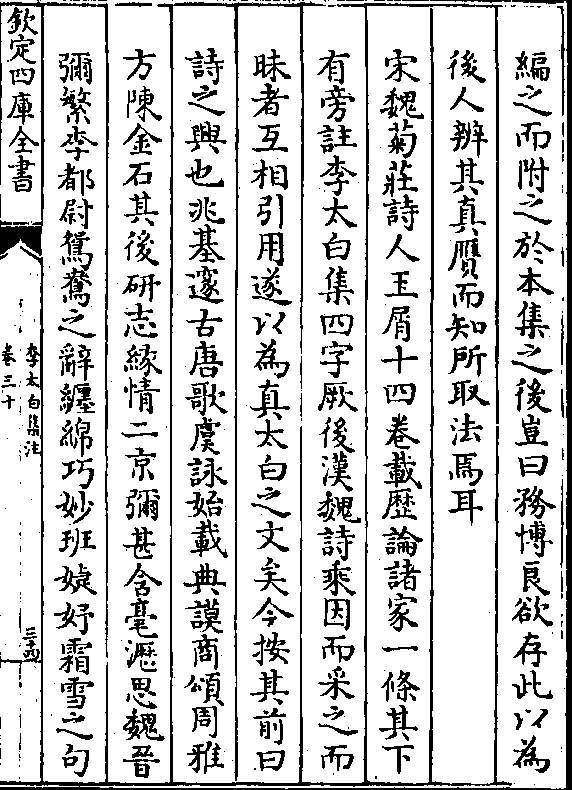 編之而附之於本集之後豈曰務博良欲存此以為
後人辨其真贋而知所取法焉耳
宋魏菊莊詩人玉屑十四卷載歴論諸家一條其下
有旁註李太白集四字厥後漢魏詩乘因而采之而
昧者互相引用遂以為真太白之文矣今按其前曰
詩之興也兆基邃古唐歌虞詠始載典謨商頌周雅
方陳金石其後研志緣情二京彌甚含毫瀝思魏晉
彌繁李都尉鴛鴦之辭纏綿巧妙班婕妤霜雪之句
欽定四庫全書
李太白集注
卷三十
三十四